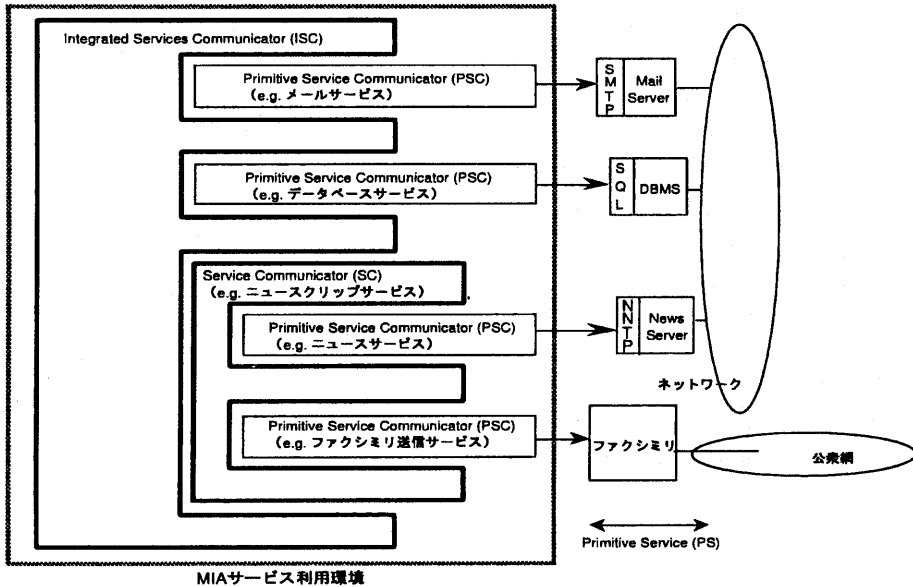 Integrated Services Communicator (ISC)
Primitive Service Communicator (PSC)
(e.g. メールサービス)
S
M
T
P
Mail
Server
Primitive Service Communicator (PSC)
(e.g. データベースサービス)
S
Q
L
DBMS
Service Communicator (SC)
(e.g. ニュースクリップサービス)
Primitive Service Communicator (PSC)
(e.g. ニュースサービス)
N
N
T
P
News
Server
ネットワーク
Primitive Service Communicator (PSC)
(e.g. ファクシミリ送信サービス)
ファクシミリ
公衆網
Primitive Service (PS)
MIAサービス利用環境